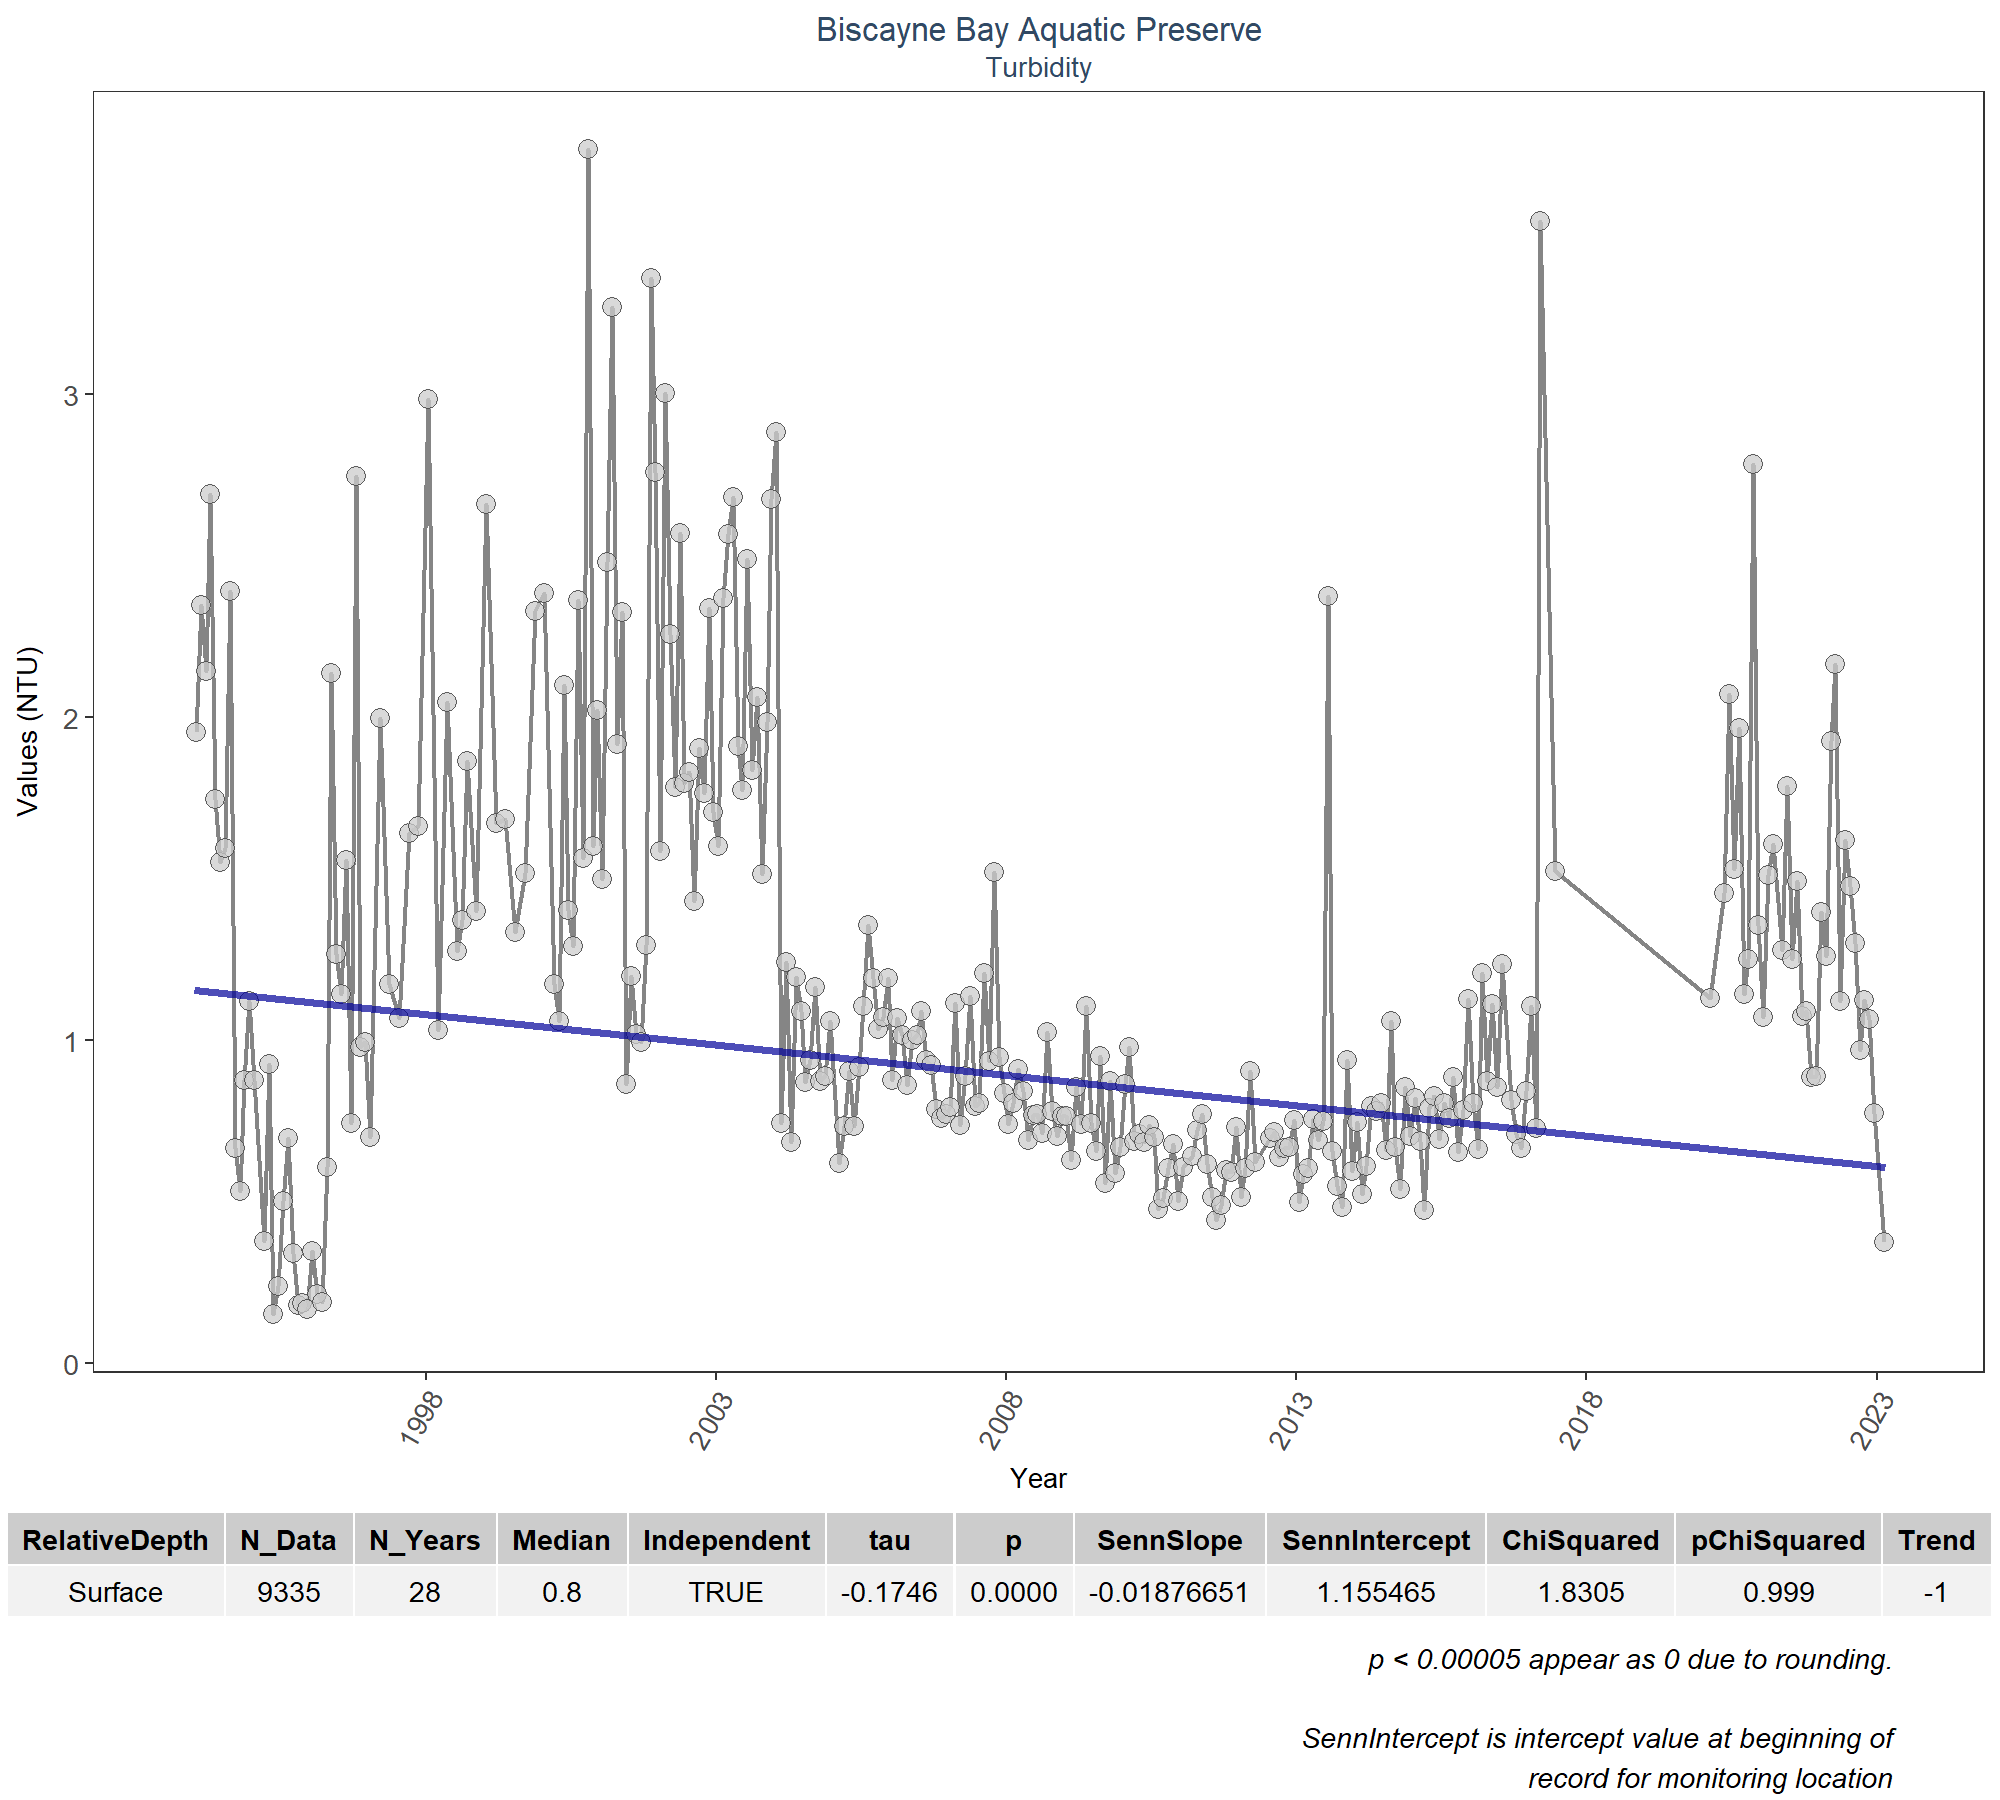 Biscayne Bay Aquatic Preserve
Turbidity
Values (NTU)
3
2
1
0
1998 2003 2008 2013 2018 2023
Year
RelativeDepth N_Data N_Years Median Independent tau p SennSlope SennIntercept ChiSquared pChiSquared Trend
Surface 9335 28 0.8 TRUE -0.1746 0.0000 -0.01876651 1.155465 1.8305 0.999 -1
p < 0.00005 appear as 0 due to rounding.
SennIntercept is intercept value at beginning of
record for monitoring location